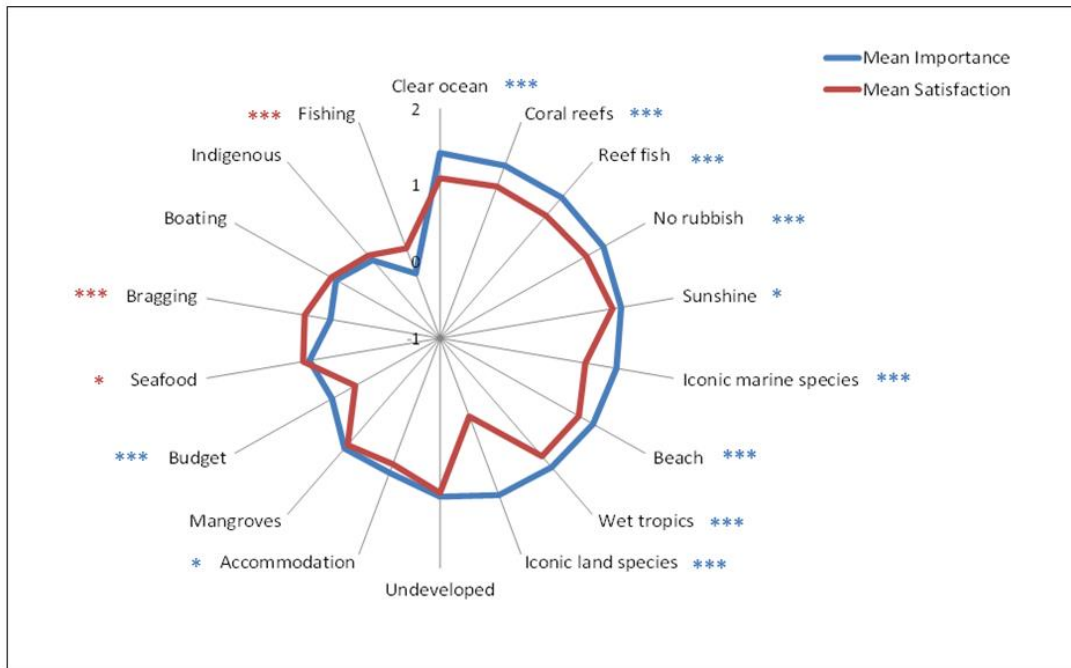 Mean Importance
Mean Satisfaction
Clear ocean ***
Coral reefs ***
Reef fish ***
No rubbish ***
Sunshine *
Iconic marine species ***
Beach ***
Wet tropics ***
Iconic land species ***
Undeveloped
* Accommodation
Mangroves
*** Budget
* Seafood
*** Bragging
Boating
Indigenous
*** Fishing
2
1
0
-1